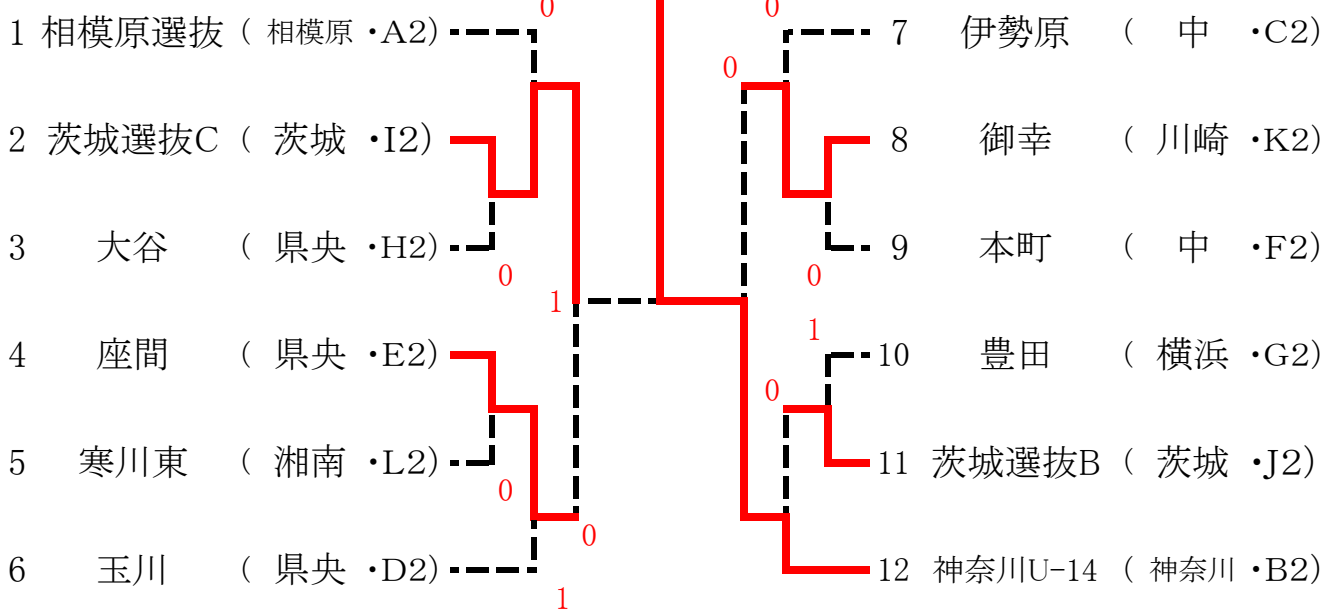 0 0
1 相模原選抜 ( 相模原 ・A2) 7 伊勢原 ( 中 ・C2)
0
2 茨城選抜C ( 茨城 ・I2) 8 御幸 ( 川崎 ・K2)
3 大谷 ( 県央 ・H2) 9 本町 ( 中 ・F2)
0 0
1 1
4 座間 ( 県央 ・E2) 10 豊田 ( 横浜 ・G2)
0
5 寒川東 ( 湘南 ・L2) 11 茨城選抜B ( 茨城 ・J2)
0
0
6 玉川 ( 県央 ・D2) 12 神奈川U-14 ( 神奈川 ・B2)
1